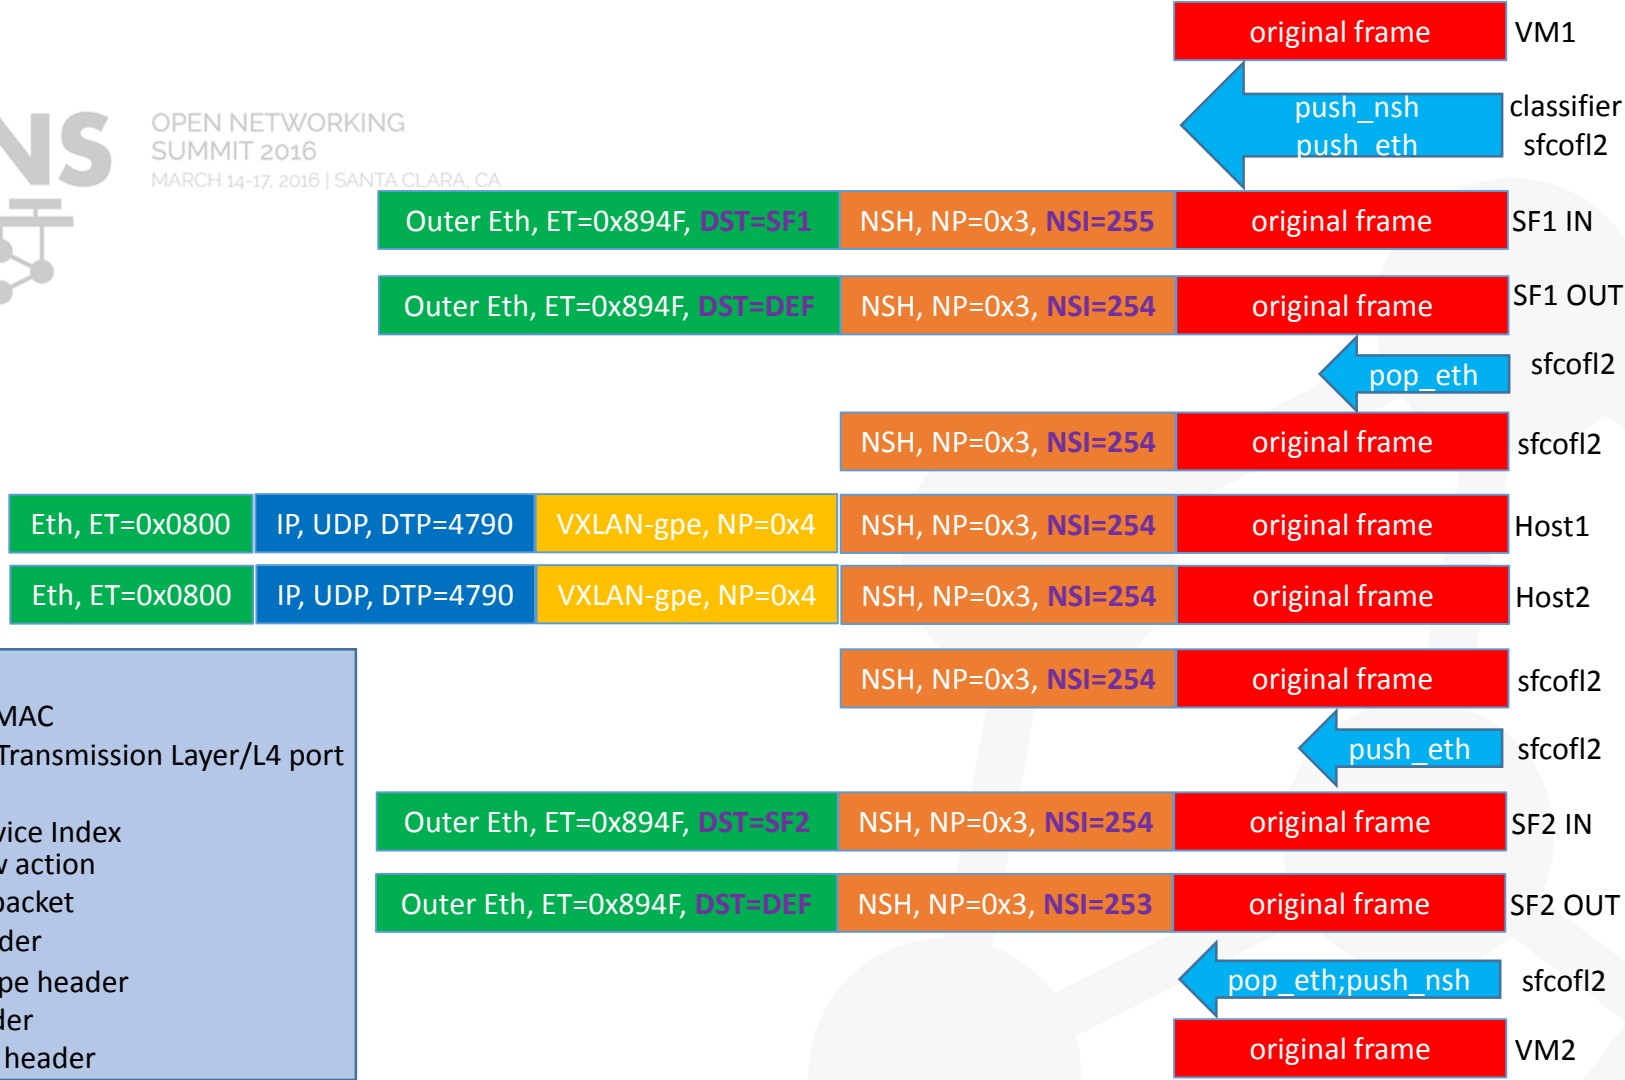 original frame VM1
push_nsh classifier
push_eth sfcofl2
NS OPEN NETWORKING
SUMMIT 2016
MARCH 14-17, 2016 | SANTA CLARA, CA
Outer Eth, ET=0x894F, DST=SF1 NSH, NP=0x3, NSI=255 original frame SF1 IN
Outer Eth, ET=0x894F, DST=DEF NSH, NP=0x3, NSI=254 original frame SF1 OUT
pop_eth sfcofl2
NSH, NP=0x3, NSI=254 original frame sfcofl2
Eth, ET=0x0800 IP, UDP, DTP=4790 VXLAN-gpe, NP=0x4 NSH, NP=0x3, NSI=254 original frame Host1
Eth, ET=0x0800 IP, UDP, DTP=4790 VXLAN-gpe, NP=0x4 NSH, NP=0x3, NSI=254 original frame Host2
NSH, NP=0x3, NSI=254 original frame sfcofl2
push_eth sfcofl2
Outer Eth, ET=0x894F, DST=SF2 NSH, NP=0x3, NSI=254 original frame SF2 IN
Outer Eth, ET=0x894F, DST=DEF NSH, NP=0x3, NSI=253 original frame SF2 OUT
pop_eth;push_nsh sfcofl2
original frame VM2
MAC
Transmission Layer/L4 port
vice Index
action
packet
der
pe header
der
header